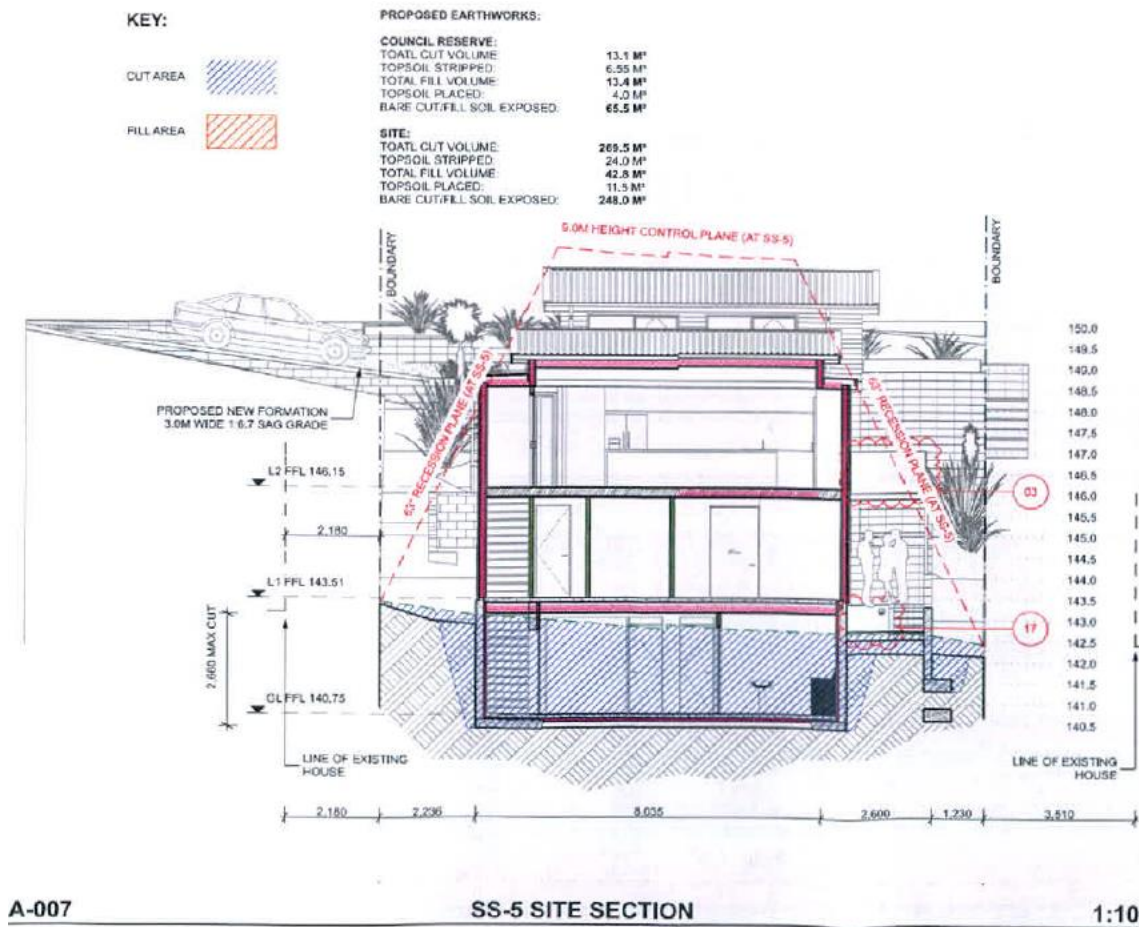 KEY:
CUT AREA
FILL AREA
PROPOSED EARTHWORKS:
COUNCIL RESERVE:
TOATL CUT VOLUME: 13.1 M³
TOPSOIL STRIPPED: 6.55 M³
TOTAL FILL VOLUME: 13.4 M³
TOPSOIL PLACED: 4.0 M³
BARE CUT/FILL SOIL EXPOSED: 65.5 M²
SITE:
TOATL CUT VOLUME: 269.5 M³
TOPSOIL STRIPPED: 24.0 M³
TOTAL FILL VOLUME: 42.8 M³
TOPSOIL PLACED: 11.5 M³
BARE CUT/FILL SOIL EXPOSED: 248.0 M²
HEIGHT CONTROL PLANE (AT SS-5)
BOUNDARY
BOUNDARY
63° RECESSION PLANE (AT SS-5)
63° RECESSION PLANE (AT SS-5)
PROPOSED NEW FORMATION
3.0M WIDE 1:6.7 SAG GRADE
L2 FFL 146.15
2,180
L1 FFL 143.51
2,660 MAX CUT
GL FFL 140.75
LINE OF EXISTING
HOUSE
03
17
150.0
149.5
149.0
148.5
148.0
147.5
147.0
146.5
146.0
145.5
145.0
144.5
144.0
143.5
143.0
142.5
142.0
141.5
141.0
140.5
LINE OF EXISTING
HOUSE
2,180 2,236 8,035 2,600 1,230 3,510
A-007 SS-5 SITE SECTION 1:10